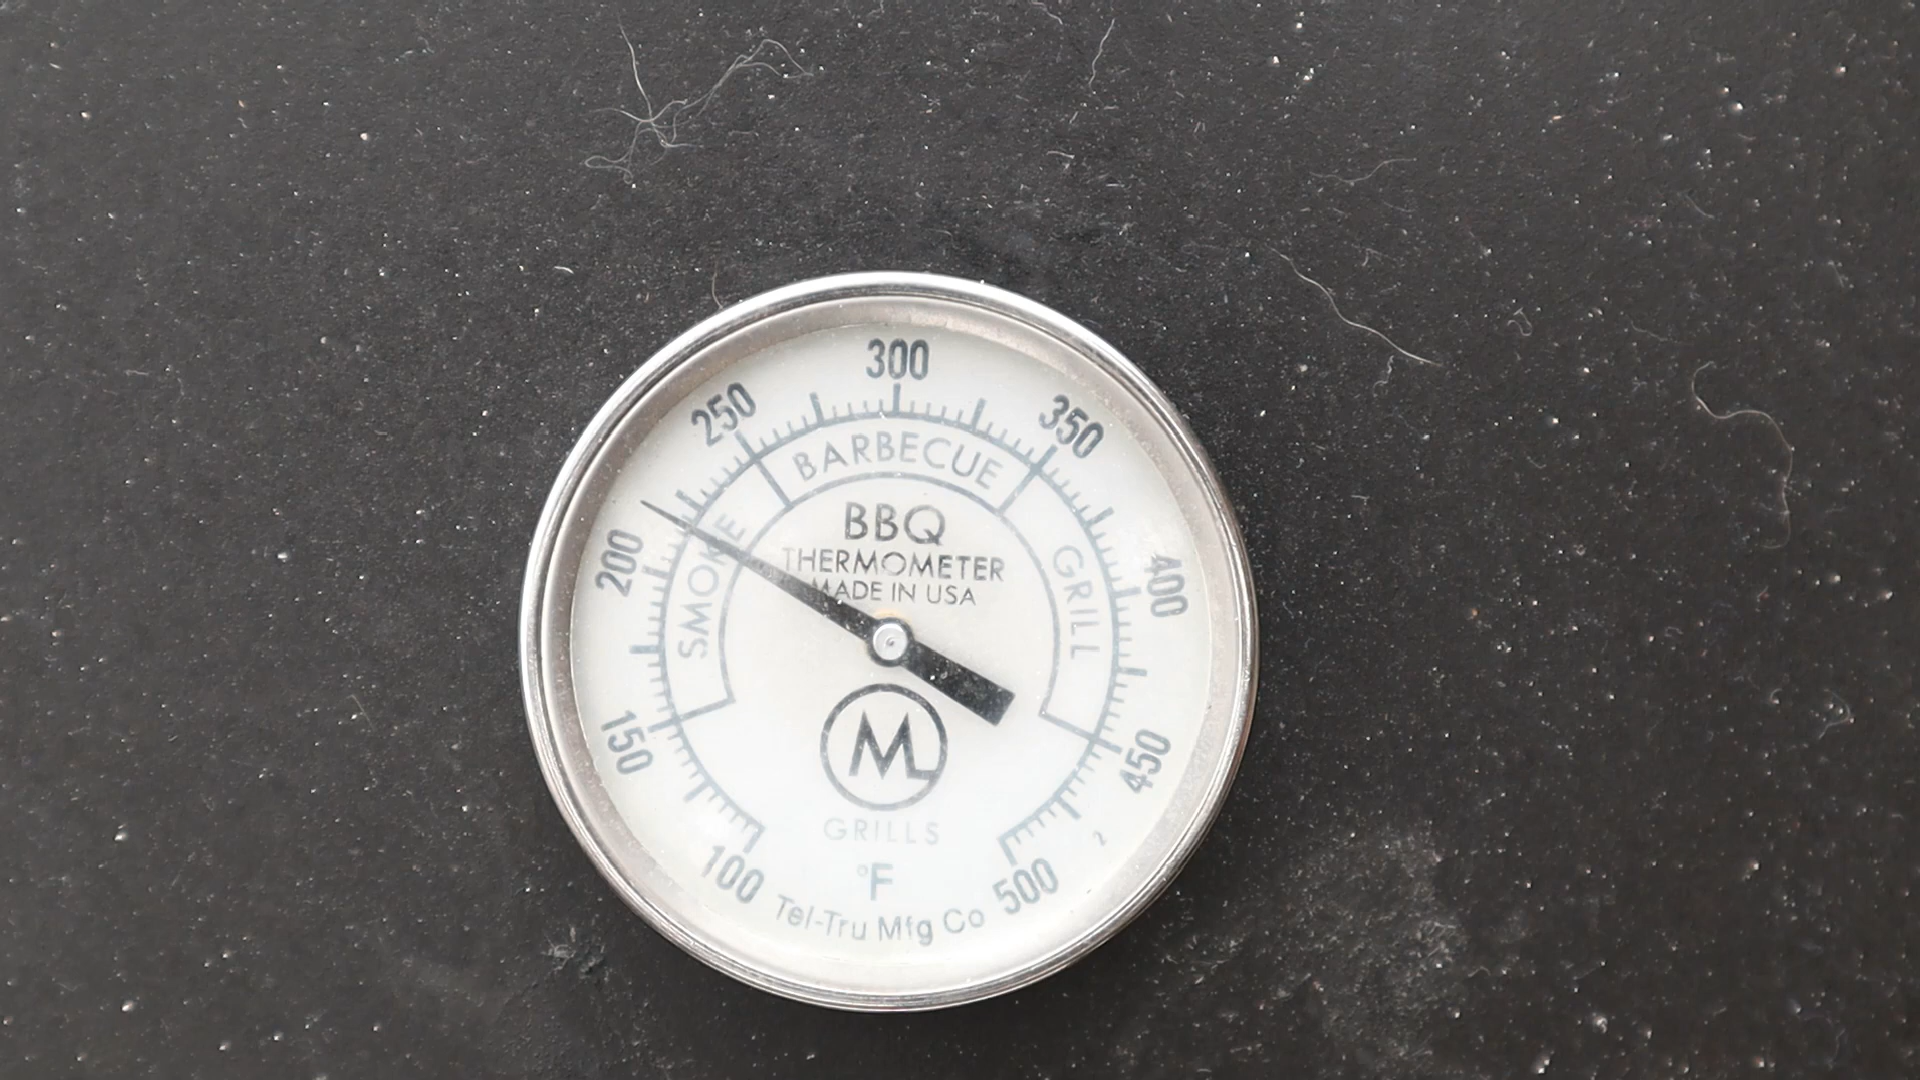 300
250
350
200
400
150
450
100
500
BARBECUE
SMOKE
GRILL
BBQ
THERMOMETER
MADE IN USA
M
GRILLS
°F
Tel-Tru Mfg Co
2